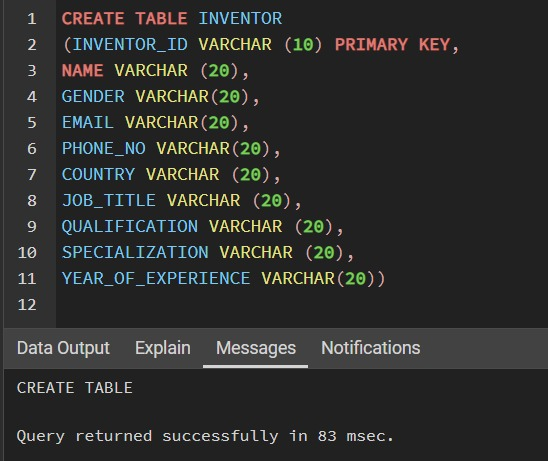 1 CREATE TABLE INVENTOR
2 (INVENTOR_ID VARCHAR (10) PRIMARY KEY,
3 NAME VARCHAR (20),
4 GENDER VARCHAR(20),
5 EMAIL VARCHAR(20),
6 PHONE_NO VARCHAR(20),
7 COUNTRY VARCHAR (20),
8 JOB_TITLE VARCHAR (20),
9 QUALIFICATION VARCHAR (20),
10 SPECIALIZATION VARCHAR (20),
11 YEAR_OF_EXPERIENCE VARCHAR(20))
12
Data Output Explain Messages Notifications
CREATE TABLE
Query returned successfully in 83 msec.